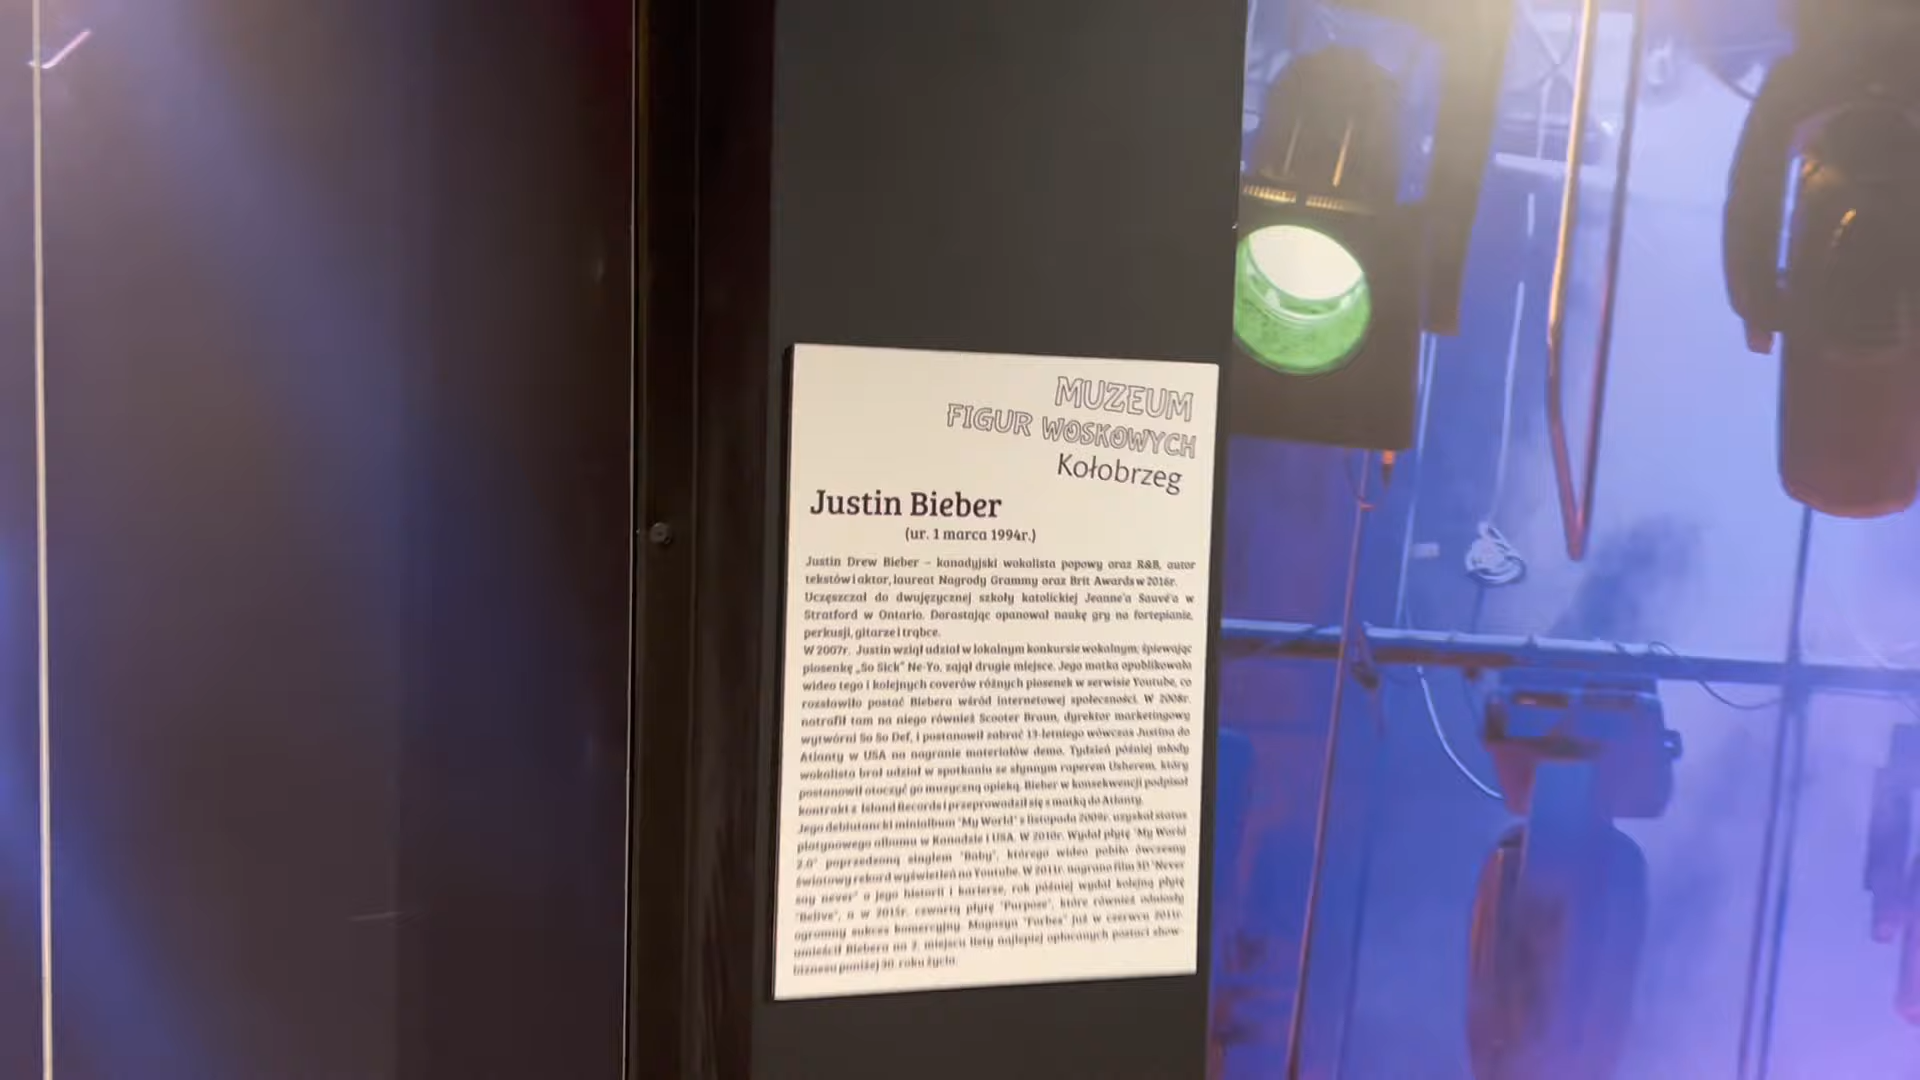 MUZEUM
FIGUR WOSKOWYCH
Kołobrzeg
Justin Bieber
(ur. 1 marca 1994r.)
Justin Drew Bieber – kanadyjski wokalista popowy oraz R&B, autor
tekstów i aktor, laureat Nagrody Grammy oraz Brit Awards w 2016r.
Uczęszczał do dwujęzycznej szkoły katolickiej Jeanne'a Sauvé'a w
Stratford w Ontario. Dorastając opanował naukę gry na fortepianie,
perkusji, gitarze i trąbce.
W 2007r. Justin wziął udział w lokalnym konkursie wokalnym, śpiewając
piosenkę „So Sick" Ne-Yo, zajął drugie miejsce. Jego matka opublikowała
wideo tego i kolejnych coverów różnych piosenek w serwisie Youtube, co
rozsławiło postać Biebera wśród internetowej społeczności. W 2008r.
natrafił tam na niego również Scooter Braun, dyrektor marketingowy
wytwórni So So Def, i postanowił zabrać 13-letniego wówczas Justina do
Atlanty w USA na nagranie materiałów demo. Tydzień później młody
wokalista brał udział w spotkaniu ze słynnym raperem Usherem, który
postanowił otoczyć go muzyczną opieką. Bieber w konsekwencji podpisał
kontrakt z Island Records i przeprowadził się z matką do Atlanty.
Jego debiutancki minialbum "My World" z listopada 2009r. uzyskał status
platynowego albumu w Kanadzie i USA. W 2010r. Wydał płytę "My World
2.0" poprzedzoną singlem "Baby", którego wideo pobiło ówczesny
światowy rekord wyświetleń na Youtube. W 2011r. nagrano film 3D "Never
say never" o jego historii i karierze, rok później wydał kolejną płytę
"Belive", a w 2015r. czwartą płytę "Purpose", które również odniosły
ogromny sukces komercyjny. Magazyn "Forbes" już w czerwcu 2011r.
umieścił Biebera na 2. miejscu listy najlepiej opłacanych postaci show-
biznesu poniżej 30. roku życia.